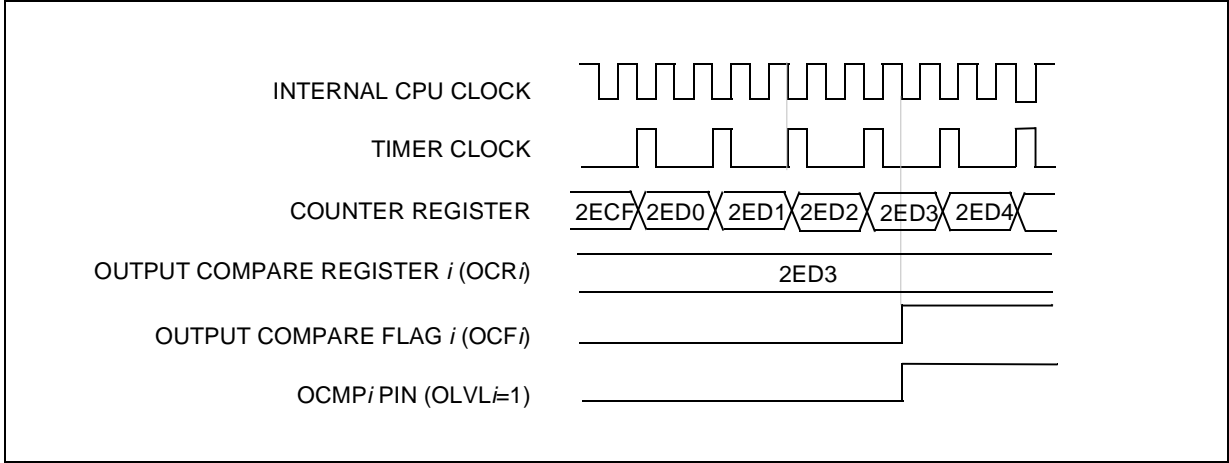 INTERNAL CPU CLOCK
TIMER CLOCK
COUNTER REGISTER 2ECF 2ED0 2ED1 2ED2 2ED3 2ED4
OUTPUT COMPARE REGISTER i (OCRi) 2ED3
OUTPUT COMPARE FLAG i (OCFi)
OCMPi PIN (OLVLi=1)